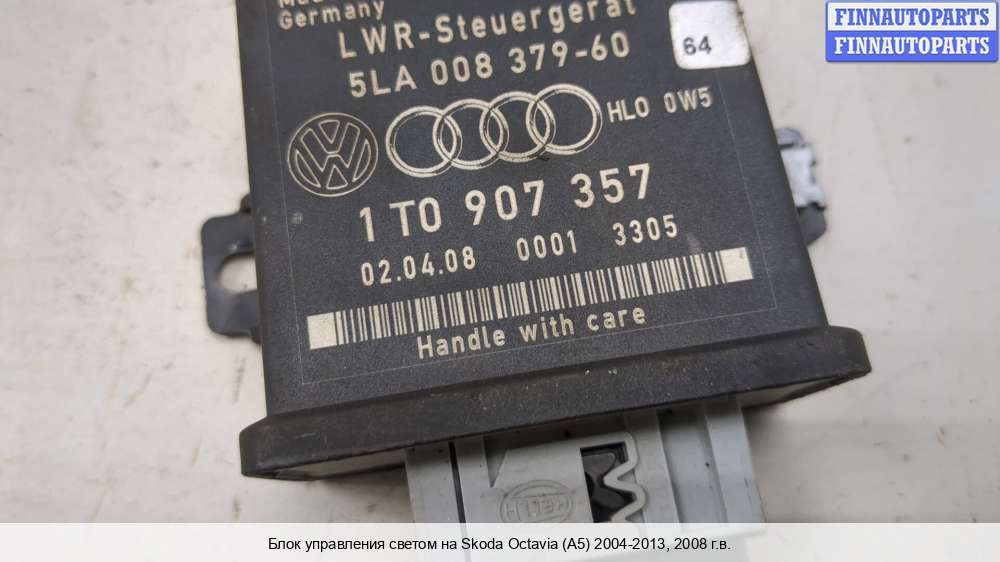 Germany
LWR-Steuergerät
5LA 008 379-60
64
HLO 0W5
1T0 907 357
02.04.08 0001 3305
Handle with care
HELLA
FINNAUTOPARTS
FINNAUTOPARTS
Блок управления светом на Skoda Octavia (A5) 2004-2013, 2008 г.в.